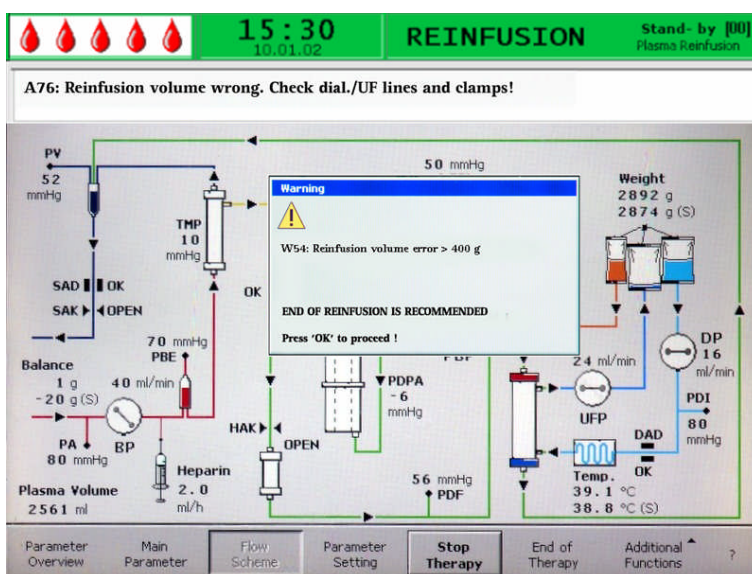 15:30
10.01.02
REINFUSION
Stand- by [00]
Plasma Reinfusion
A76: Reinfusion volume wrong. Check dial./UF lines and clamps!
PV
52
mmHg
50 mmHg
Warning
W54: Reinfusion volume error > 400 g
END OF REINFUSION IS RECOMMENDED
Press ‘OK’ to proceed !
Weight
2892 g
2874 g (S)
TMP
10
mmHg
SAD OK
SAK OPEN
OK
70 mmHg
PBE
Balance
1 g
-20 g (S)
40 ml/min
PA
80 mmHg
BP
Heparin
2.0
ml/h
Plasma Volume
2561 ml
HAK
OPEN
PDPA
-6
mmHg
56 mmHg
PDF
24 ml/min
UFP
DP
16
ml/min
PDI
80
mmHg
DAD
OK
Temp.
39.1 °C
38.8 °C (S)
Parameter
Overview
Main
Parameter
Flow
Scheme
Parameter
Setting
Stop
Therapy
End of
Therapy
Additional
Functions
?